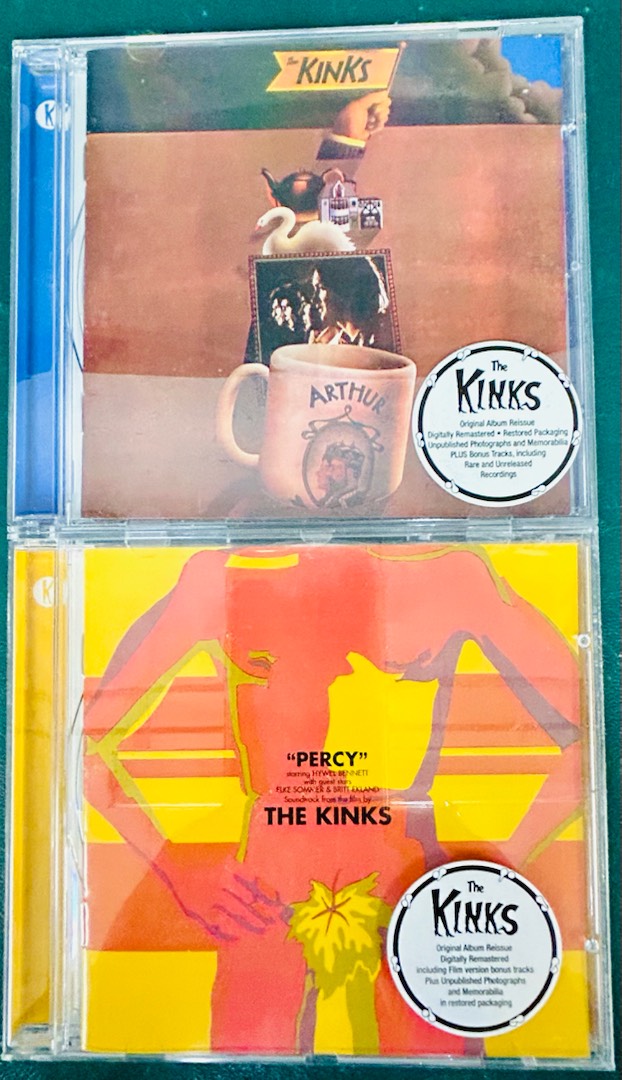 K
The
KINKS
ARTHUR
The
KINKS
Original Album Reissue
Digitally Remastered • Restored Packaging
Unpublished Photographs and Memorabilia
PLUS Bonus Tracks, including
Rare and Unreleased
Recordings
K
“PERCY”
starring HYWEL BENNETT
with guest stars
ELKE SOMMER & BRITT EKLAND
Soundtrack from the film by
THE KINKS
The
KINKS
Original Album Reissue
Digitally Remastered
including Film version bonus tracks
Plus Unpublished Photographs
and Memorabilia
in restored packaging